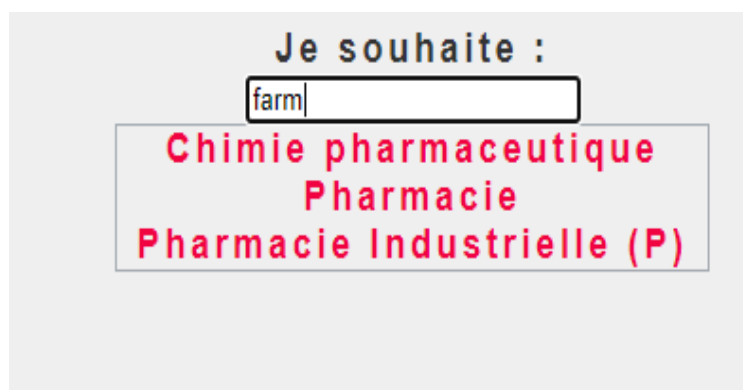 Je souhaite :
farm
Chimie pharmaceutique
Pharmacie
Pharmacie Industrielle (P)